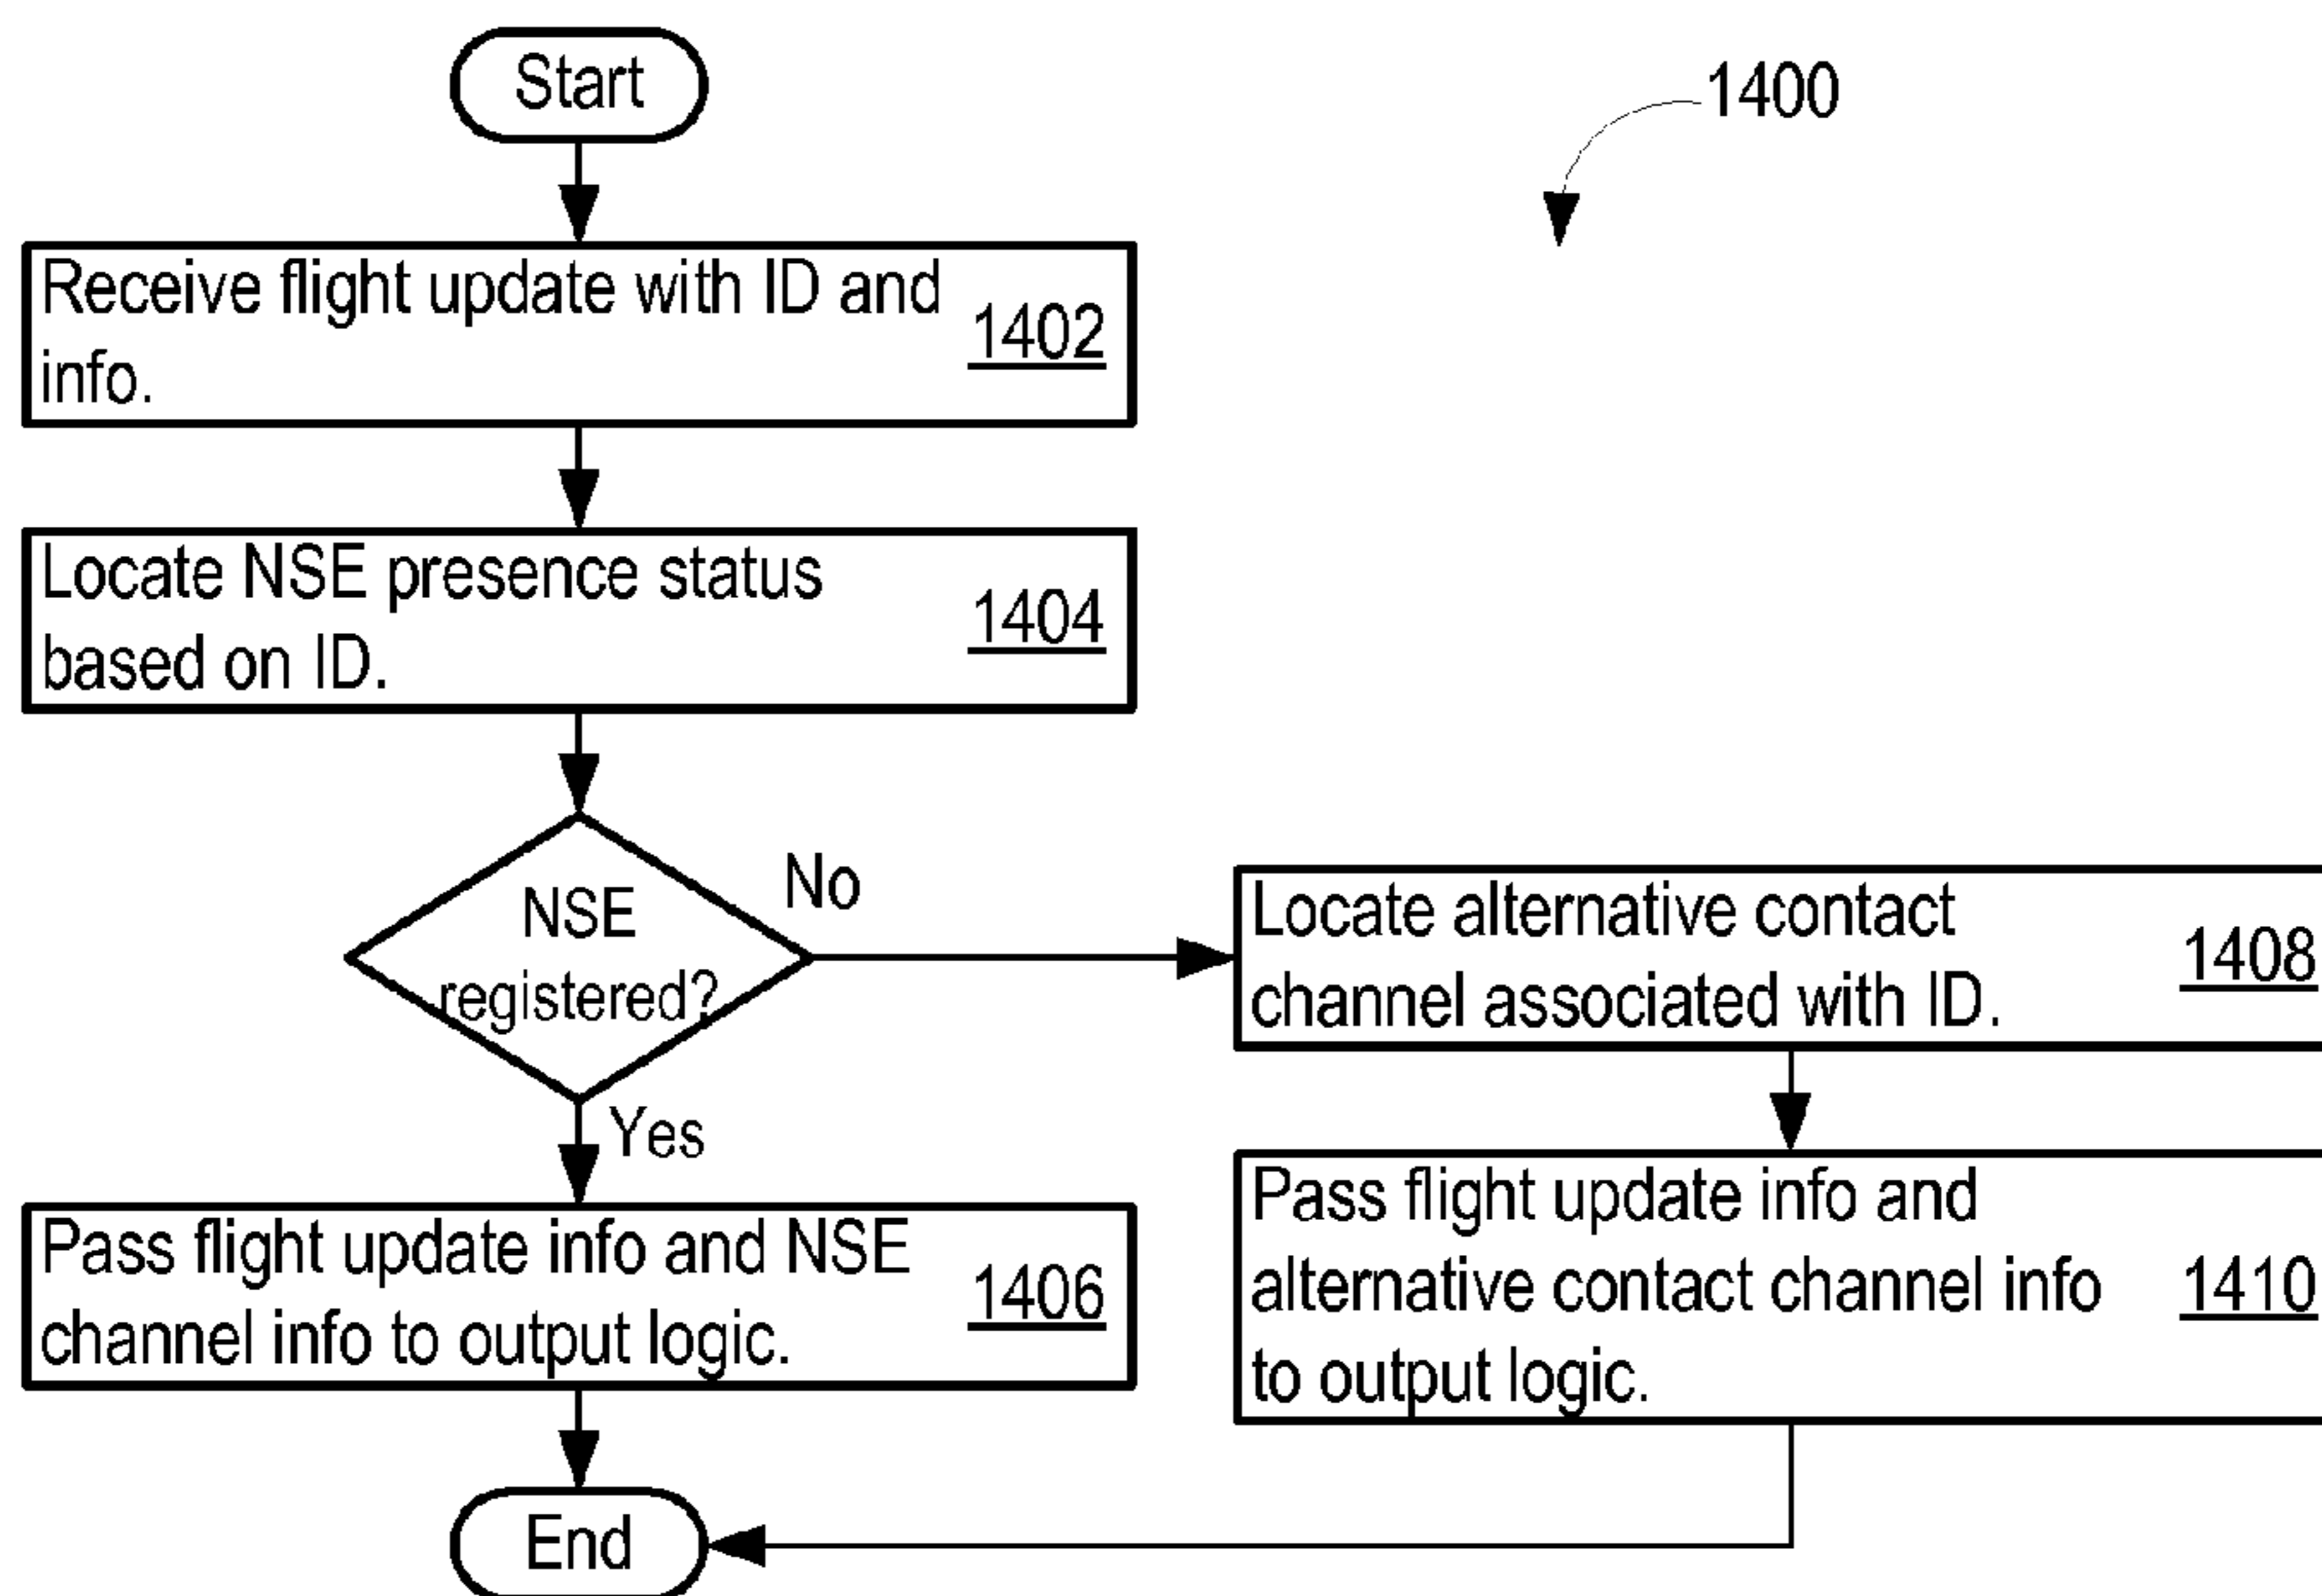 Start
1400
Receive flight update with ID and
info.
1402
Locate NSE presence status
based on ID.
1404
NSE
registered?
No
Yes
Locate alternative contact
channel associated with ID.
1408
Pass flight update info and NSE
channel info to output logic.
1406
Pass flight update info and
alternative contact channel info
to output logic.
1410
End